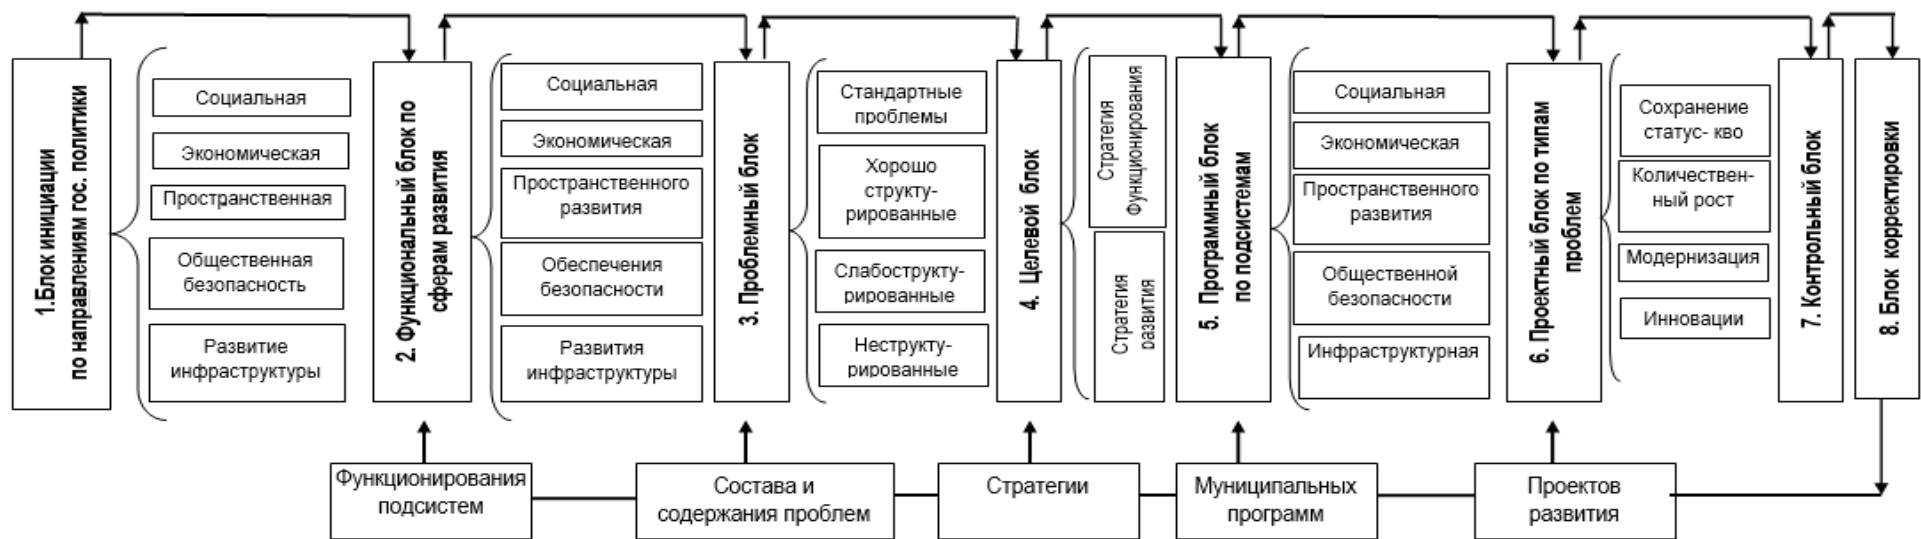 1.Блок инициации
по направлениям гос. политики
Социальная
Экономическая
Пространственная
Общественная
безопасность
Развитие
инфраструктуры
2. Функциональный блок по
сферам развития
Социальная
Экономическая
Пространственного
развития
Обеспечения
безопасности
Развития
инфраструктуры
3. Проблемный блок
Стандартные
проблемы
Хорошо
структу-
рированные
Слабострукту-
рированные
Неструкту-
рированные
4. Целевой блок
Стратегия
Функционирования
Стратегия
развития
5. Программный блок
по подсистемам
Социальная
Экономическая
Пространственного
развития
Общественной
безопасности
Инфраструктурная
6. Проектный блок по типам
проблем
Сохранение
статус- кво
Количествен-
ный рост
Модернизация
Инновации
7. Контрольный блок
8. Блок корректировки
Функционирования
подсистем
Состава и
содержания проблем
Стратегии
Муниципальных
программ
Проектов
развития